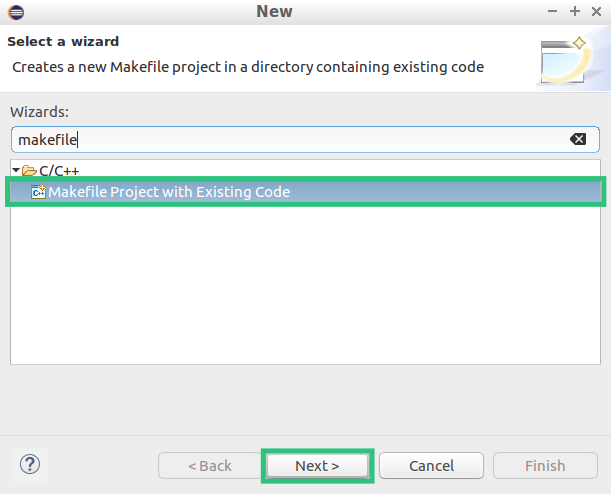 New
Select a wizard
Creates a new Makefile project in a directory containing existing code
Wizards:
makefile
C/C++
Makefile Project with Existing Code
< Back
Next >
Cancel
Finish